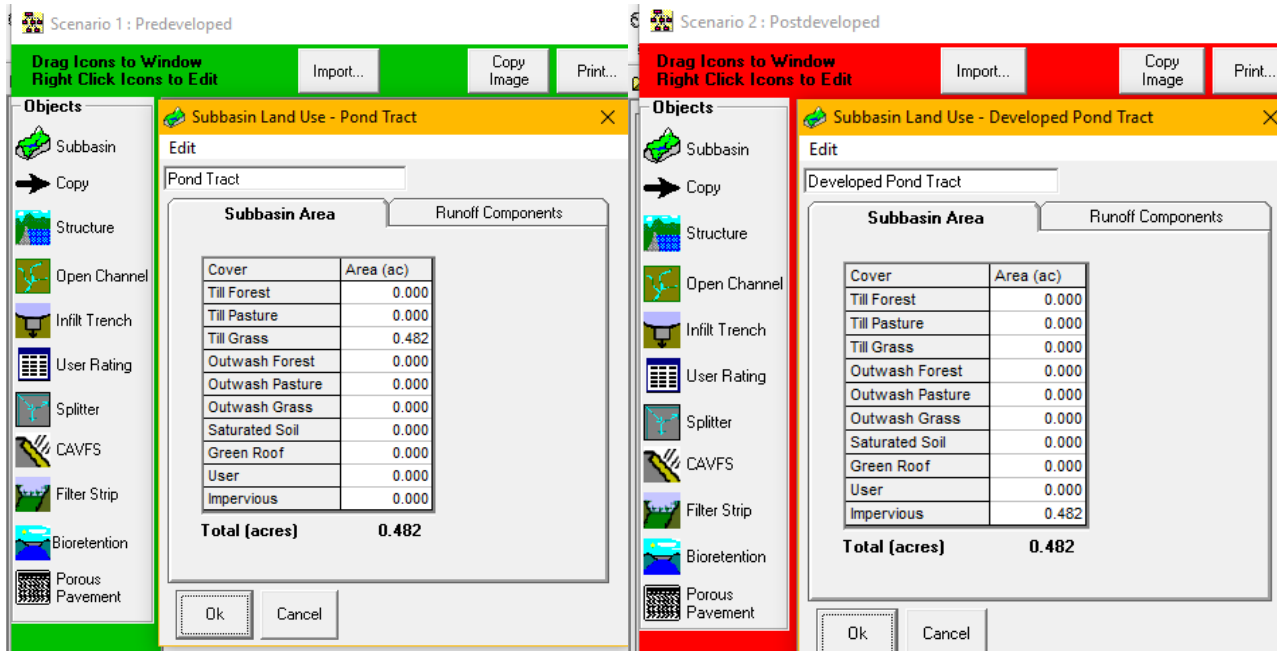 Scenario 1 : Predeveloped
Drag Icons to Window
Right Click Icons to Edit
Import...
Copy
Image
Print...
Objects
Subbasin
Copy
Structure
Open Channel
Infilt Trench
User Rating
Splitter
CAVFS
Filter Strip
Bioretention
Porous
Pavement
Subbasin Land Use - Pond Tract
Edit
Pond Tract
Subbasin Area
Runoff Components
Cover Area (ac)
Till Forest 0.000
Till Pasture 0.000
Till Grass 0.482
Outwash Forest 0.000
Outwash Pasture 0.000
Outwash Grass 0.000
Saturated Soil 0.000
Green Roof 0.000
User 0.000
Impervious 0.000
Total (acres) 0.482
Ok
Cancel
Scenario 2 : Postdeveloped
Drag Icons to Window
Right Click Icons to Edit
Import...
Copy
Image
Print...
Objects
Subbasin
Copy
Structure
Open Channel
Infilt Trench
User Rating
Splitter
CAVFS
Filter Strip
Bioretention
Porous
Pavement
Subbasin Land Use - Developed Pond Tract
Edit
Developed Pond Tract
Subbasin Area
Runoff Components
Cover Area (ac)
Till Forest 0.000
Till Pasture 0.000
Till Grass 0.000
Outwash Forest 0.000
Outwash Pasture 0.000
Outwash Grass 0.000
Saturated Soil 0.000
Green Roof 0.000
User 0.000
Impervious 0.482
Total (acres) 0.482
Ok
Cancel